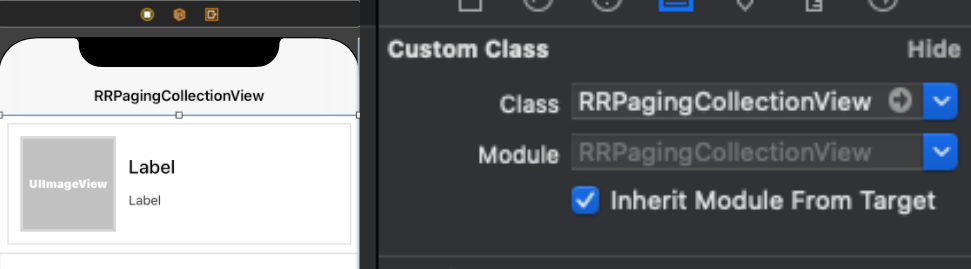 RRPagingCollectionView
UIImageView
Label
Label
Custom Class
Hide
Class
RRPagingCollectionView
Module
RRPagingCollectionView
Inherit Module From Target